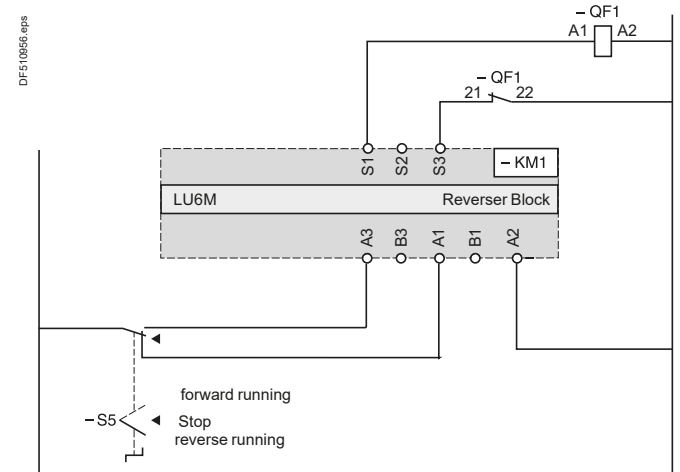 DF510956.eps
– QF1
A1 A2
– QF1
21 22
S1 S2 S3
– KM1
LU6M Reverser Block
A3 B3 A1 B1 A2
forward running
– S5 Stop
reverse running